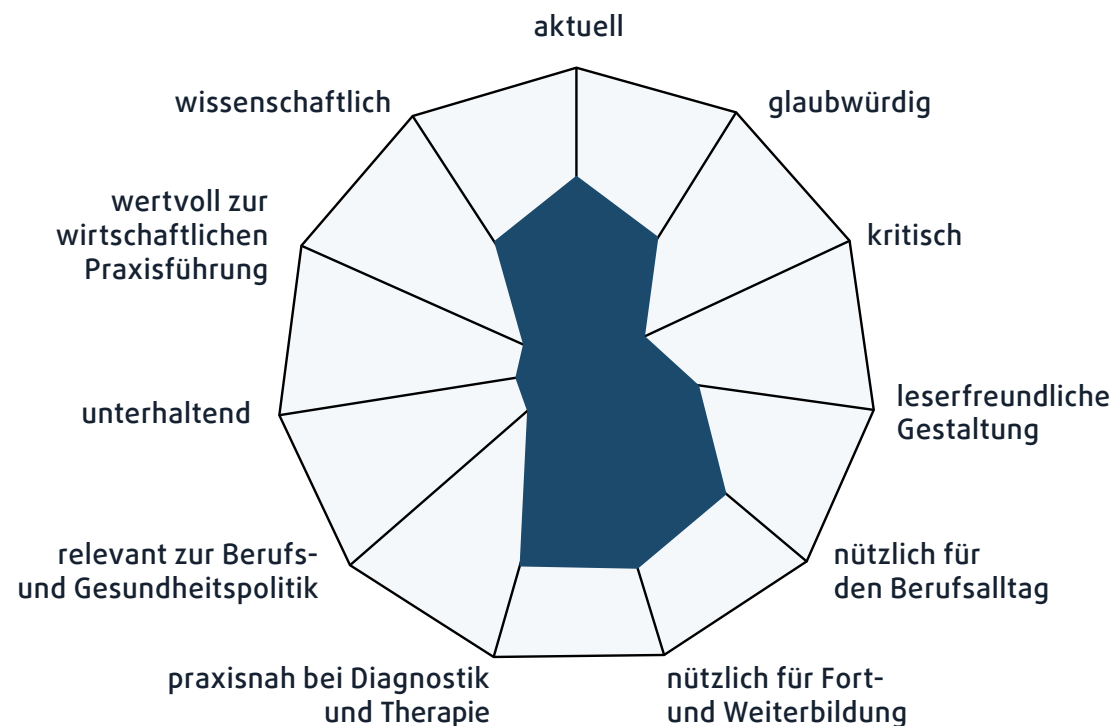 aktuell
glaubwürdig
kritisch
leserfreundliche
Gestaltung
nützlich für
den Berufsalltag
nützlich für Fort-
und Weiterbildung
praxisnah bei Diagnostik
und Therapie
relevant zur Berufs-
und Gesundheitspolitik
unterhaltend
wertvoll zur
wirtschaftlichen
Praxisführung
wissenschaftlich